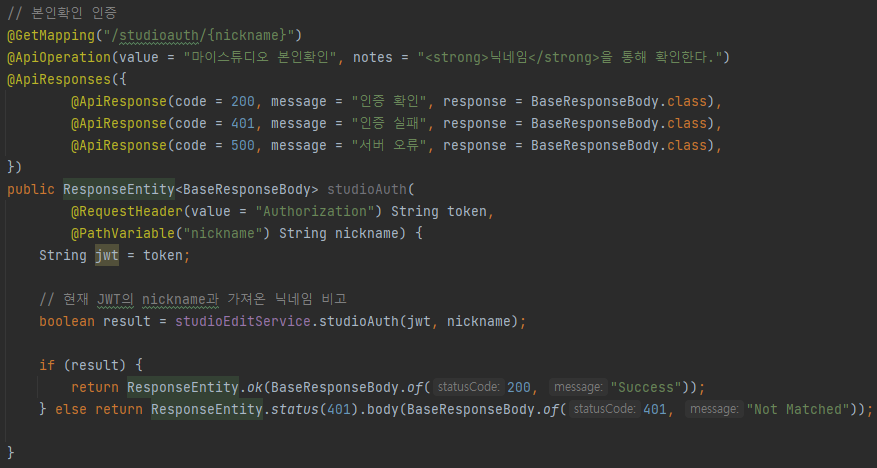 // 본인확인 인증
@GetMapping("/studioauth/{nickname}")
@ApiOperation(value = "마이스튜디오 본인확인", notes = "<strong>닉네임</strong>을 통해 확인한다.")
@ApiResponses({
        @ApiResponse(code = 200, message = "인증 확인", response = BaseResponseBody.class),
        @ApiResponse(code = 401, message = "인증 실패", response = BaseResponseBody.class),
        @ApiResponse(code = 500, message = "서버 오류", response = BaseResponseBody.class),
})
public ResponseEntity<BaseResponseBody> studioAuth(
        @RequestHeader(value = "Authorization") String token,
        @PathVariable("nickname") String nickname) {
    String jwt = token;
    // 현재 JWT의 nickname과 가져온 닉네임 비고
    boolean result = studioEditService.studioAuth(jwt, nickname);
    if (result) {
        return ResponseEntity.ok(BaseResponseBody.of( statusCode: 200, message: "Success"));
    } else return ResponseEntity.status(401).body(BaseResponseBody.of( statusCode: 401, message: "Not Matched"));
}